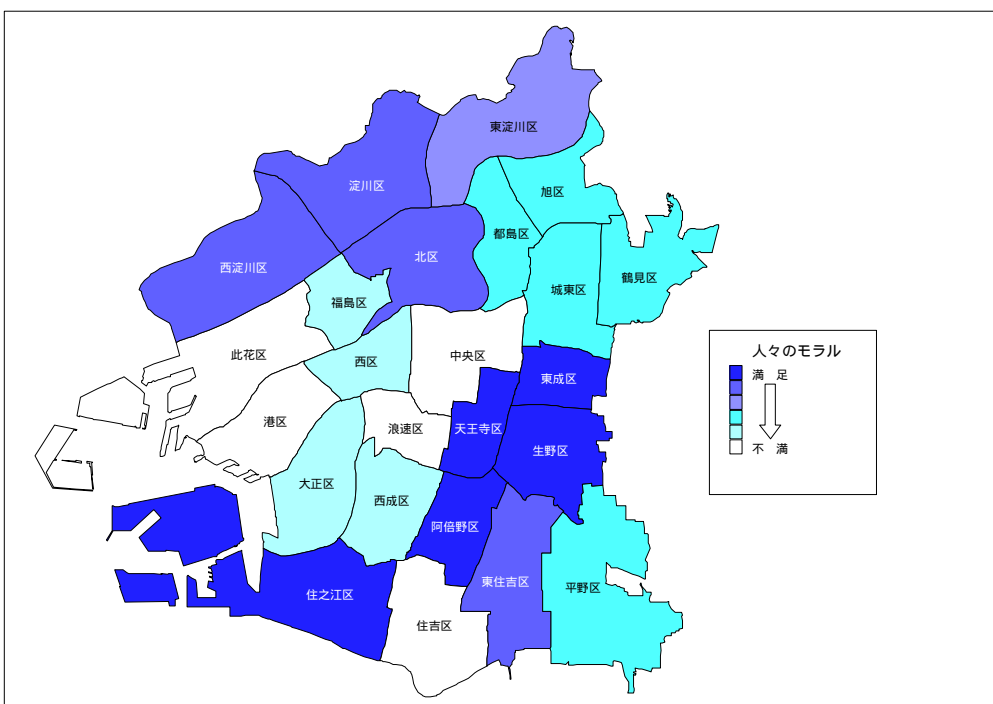 東淀川区
淀川区
旭区
都島区
北区
西淀川区
鶴見区
城東区
福島区
此花区
西区
中央区
人々のモラル
満 足
不 満
東成区
港区
浪速区
天王寺区
生野区
大正区
西成区
阿倍野区
東住吉区
平野区
住之江区
住吉区